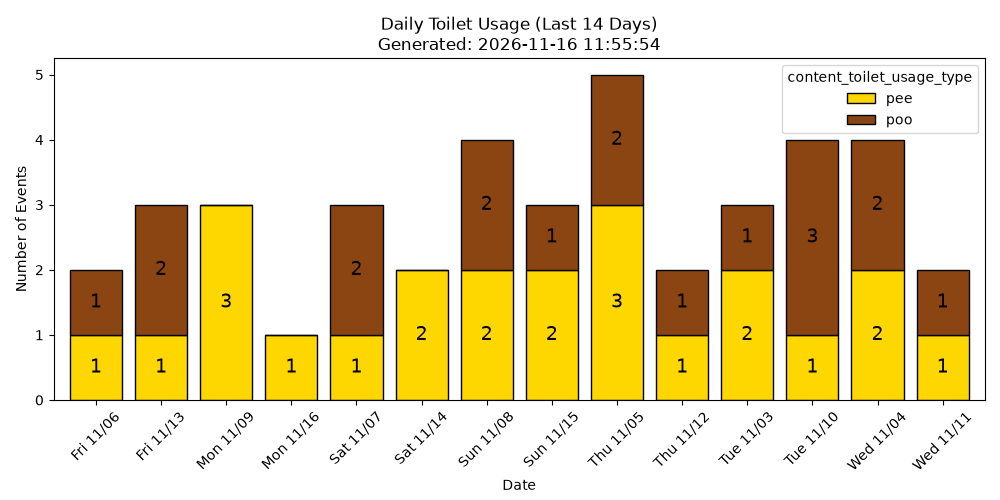 Daily Toilet Usage (Last 14 Days)
Generated: 2026-11-16 11:55:54
content_toilet_usage_type
pee
poo
Number of Events
5
4
3
2
1
0
1
2
2
2
1
2
1
1
3
2
1
1
1
3
1
1
2
2
2
3
1
2
1
2
1
Fri 11/06
Fri 11/13
Mon 11/09
Mon 11/16
Sat 11/07
Sat 11/14
Sun 11/08
Sun 11/15
Thu 11/05
Thu 11/12
Tue 11/03
Tue 11/10
Wed 11/04
Wed 11/11
Date